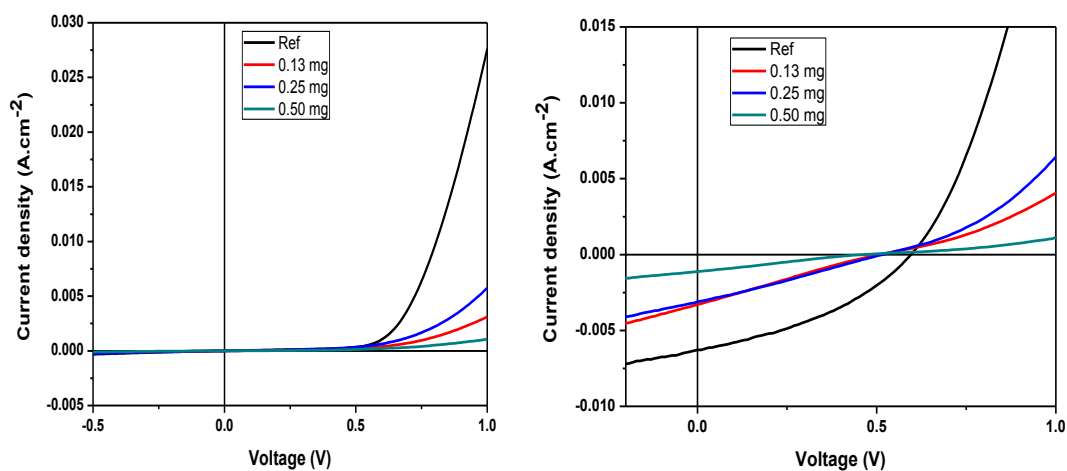 0.030
0.025
0.020
0.015
0.010
0.005
0.000
-0.005
Current density (A.cm-2)
Ref
0.13 mg
0.25 mg
0.50 mg
-0.5
0.0
0.5
1.0
Voltage (V)
0.015
0.010
0.005
0.000
-0.005
-0.010
Current density (A.cm-2)
Ref
0.13 mg
0.25 mg
0.50 mg
0.0
0.5
1.0
Voltage (V)